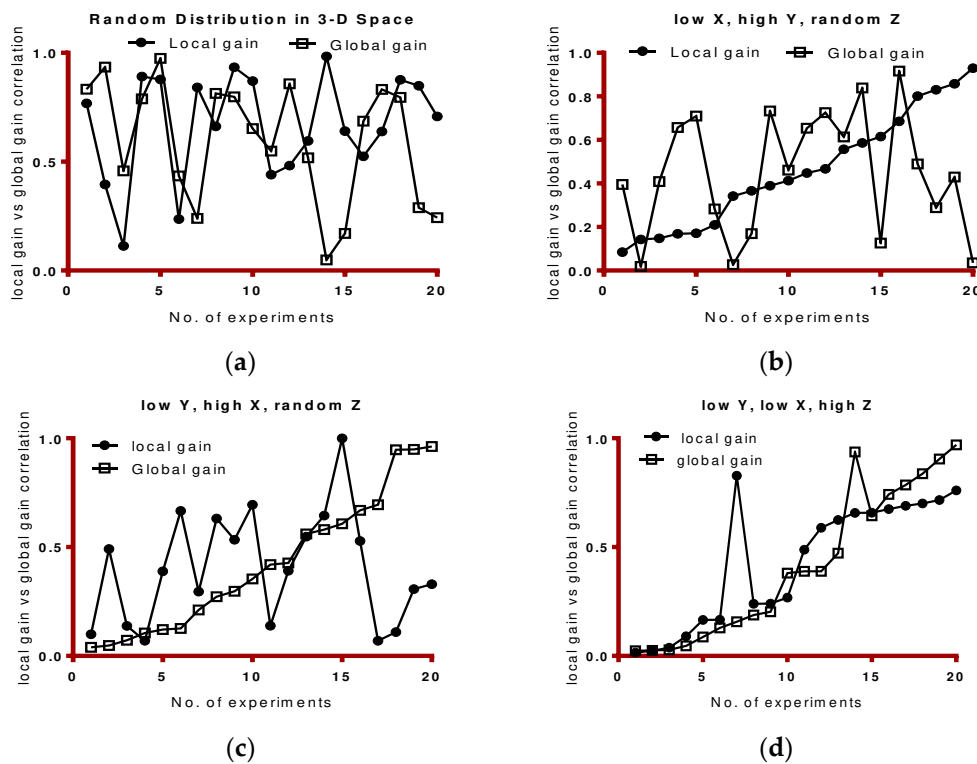 Random Distribution in 3-D Space
Local gain
Global gain
local gain vs global gain correlation
1.0
0.5
0.0
0
5
10
15
20
No. of experiments
(a)
low X, high Y, random Z
Local gain
Global gain
local gain vs global gain correlation
1.0
0.8
0.6
0.4
0.2
0.0
0
5
10
15
20
No. of experiments
(b)
low Y, high X, random Z
local gain
Global gain
local gain vs global gain correlation
1.0
0.5
0.0
0
5
10
15
20
No. of experiments
(c)
low Y, low X, high Z
local gain
global gain
local gain vs global gain correlation
1.0
0.5
0.0
0
5
10
15
20
No. of experiments
(d)